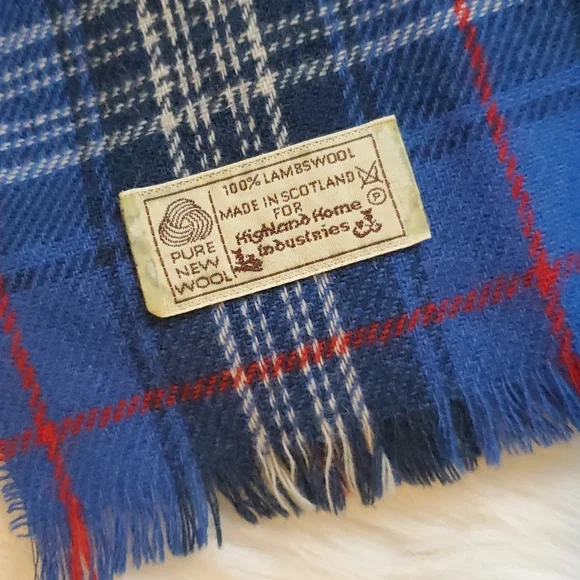 PURE
NEW
WOOL
100% LAMBSWOOL
MADE IN SCOTLAND
FOR
Highland Home
Industries
P